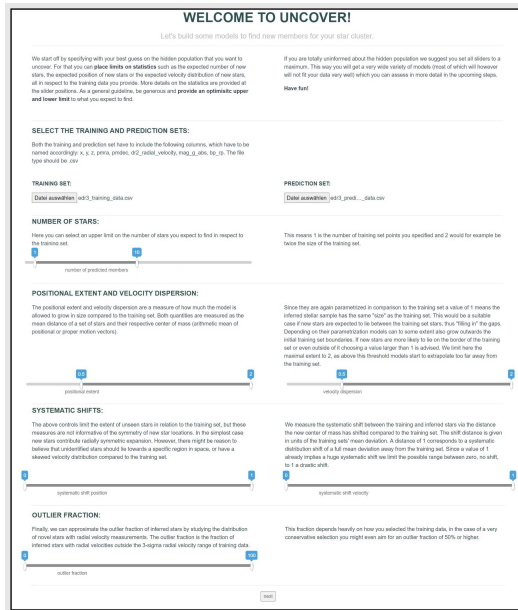 WELCOME TO UNCOVER!
Let's build some models to find new members for your star cluster.
We start off by specifying with your best guess on the hidden population that you want to
uncover. For that you can place limits on statistics such as the expected number of new
stars, the expected position of new stars or the expected velocity distribution of new stars,
all in respect to the training data you provide. More details on the statistics are provided at
the slider positions. As a general guideline, be generous and provide an optimisitc upper
and lower limit to what you expect to find.
If you are totally uninformed about the hidden population we suggest you set all sliders to a
maximum. This way you will get a very wide variety of models (most of which will however
will not fit your data very well) which you can assess in more detail in the upcoming steps.
Have fun!
SELECT THE TRAINING AND PREDICTION SETS:
Both the training and prediction set have to include the following columns, which have to be
named accordingly: x, y, z, pmra, pmdec, dr2_radial_velocity, mag_g_abs, bp_rp. The file
type should be .csv
TRAINING SET:
Datei auswählen edr3_training_data.csv
PREDICTION SET:
Datei auswählen edr3_predi..._data.csv
NUMBER OF STARS:
Here you can select an upper limit on the number of stars you expect to find in respect to
the training set.
This means 1 is the number of training set points you specified and 2 would for example be
twice the size of the training set.
1 10
number of predicted members
POSITIONAL EXTENT AND VELOCITY DISPERSION:
The positional extent and velocity dispersion are a measure of how much the model is
allowed to grow in size compared to the training set. Both quantities are measured as the
mean distance of a set of stars and their respective center of mass (arithmetic mean of
positional or proper motion vectors).
Since they are again parametrized in comparison to the training set a value of 1 means the
inferred stellar sample has the same "size" as the training set. This would be a suitable
case if new stars are expected to lie between the training set stars, thus "filling in" the gaps.
Depending on their parametrization models can to some extent also grow outwards the
initial training set boundaries. If new stars are more likely to lie on the border of the training
set or even outside of it choosing a value larger than 1 is advised. We limit here the
maximal extent to 2, as above this threshold models start to extrapolate too far away from
the training set.
2
positional extent
0.5 2
velocity dispersion
SYSTEMATIC SHIFTS:
The above controls limit the extent of unseen stars in relation to the training set, but these
measures are not informative of the symmetry of new star locations. In the simplest case
new stars contribute radially symmetric expansion. However, there might be reason to
believe that unidentified stars should lie towards a specific region in space, or have a
skewed velocity distribution compared to the training set.
We measure the systematic shift between the training and inferred stars via the distance
the new center of mass has shifted compared to the training set. The shift distance is given
in units of the training sets' mean deviation. A distance of 1 corresponds to a systematic
distribution shift of a full mean deviation away from the training set. Since a value of 1
already implies a huge systematic shift we limit the possible range between zero, no shift,
to 1 a drastic shift.
0 1
systematic shift position
0 1
systematic shift velocity
OUTLIER FRACTION:
Finally, we can approximate the outlier fraction of inferred stars by studying the distribution
of novel stars with radial velocity measurements. The outlier fraction is the fraction of
inferred stars with radial velocities outside the 3-sigma radial velocity range of training data
This fraction depends heavily on how you selected the training data, in the case of a very
conservative selection you might even aim for an outlier fraction of 50% or higher.
0 100
outlier fraction
next